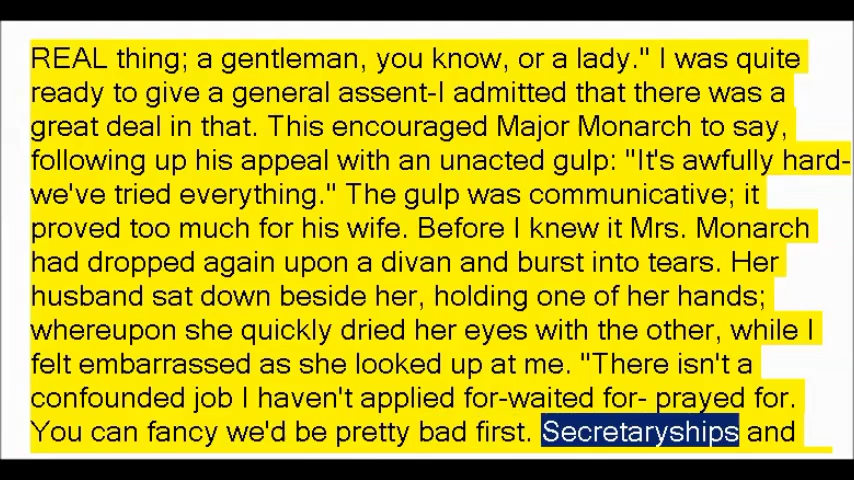 REAL thing; a gentleman, you know, or a lady." I was quite
ready to give a general assent-I admitted that there was a
great deal in that. This encouraged Major Monarch to say,
following up his appeal with an unacted gulp: "It's awfully hard-
we've tried everything." The gulp was communicative; it
proved too much for his wife. Before I knew it Mrs. Monarch
had dropped again upon a divan and burst into tears. Her
husband sat down beside her, holding one of her hands;
whereupon she quickly dried her eyes with the other, while I
felt embarrassed as she looked up at me. "There isn't a
confounded job I haven't applied for-waited for- prayed for.
You can fancy we'd be pretty bad first. Secretaryships and